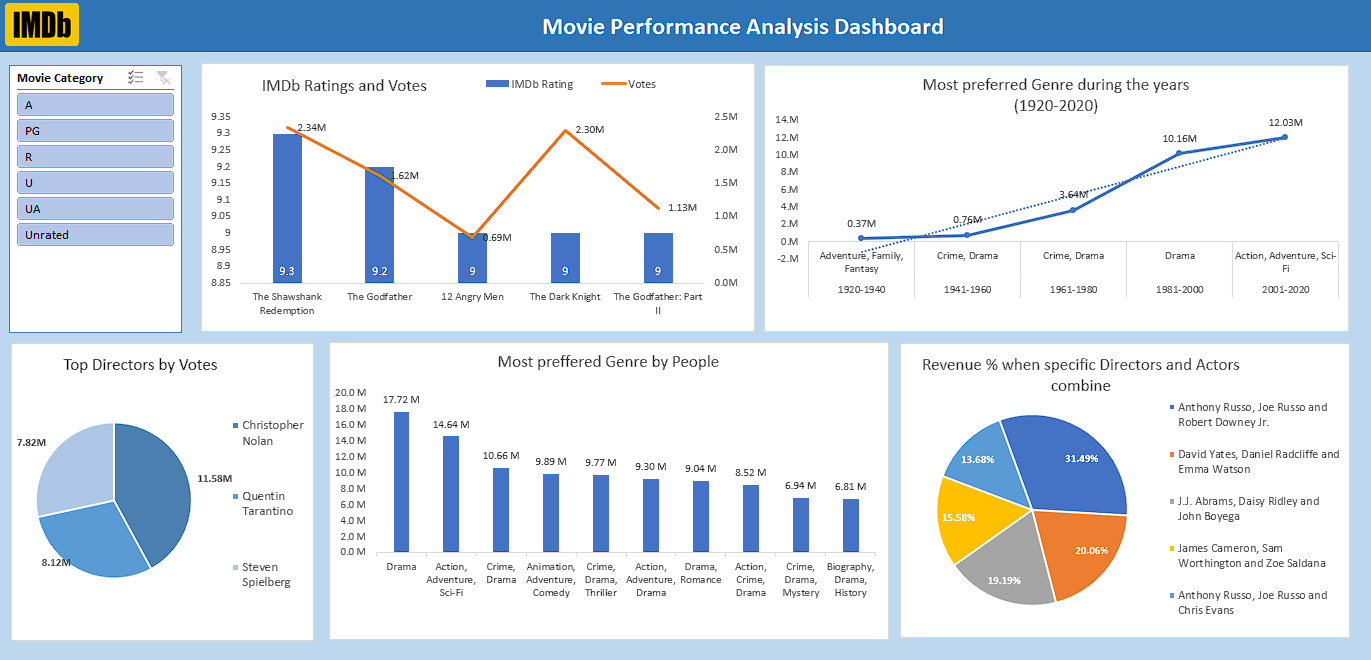 IMDb
Movie Performance Analysis Dashboard
Movie Category
A
PG
R
U
UA
Unrated
IMDb Ratings and Votes
IMDb Rating
Votes
9.35
9.3
9.25
9.2
9.15
9.1
9.05
9
8.95
8.9
8.85
2.34M
1.62M
0.69M
2.30M
1.13M
9.3
9.2
9
9
9
2.5M
2.0M
1.5M
1.0M
0.5M
0.0M
The Shawshank
Redemption
The Godfather
12 Angry Men
The Dark Knight
The Godfather: Part
II
Most preferred Genre during the years
(1920-2020)
14.M
12.M
10.M
8.M
6.M
4.M
2.M
0.M
-2.M
0.37M
0.76M
3.64M
10.16M
12.03M
Adventure, Family,
Fantasy
Crime, Drama
Crime, Drama
Drama
Action, Adventure, Sci-
Fi
1920-1940
1941-1960
1961-1980
1981-2000
2001-2020
Top Directors by Votes
7.82M
11.58M
8.12M
Christopher
Nolan
Quentin
Tarantino
Steven
Spielberg
Most preffered Genre by People
20.0 M
18.0 M
16.0 M
14.0 M
12.0 M
10.0 M
8.0 M
6.0 M
4.0 M
2.0 M
0.0 M
17.72 M
14.64 M
10.66 M
9.89 M
9.77 M
9.30 M
9.04 M
8.52 M
6.94 M
6.81 M
Drama
Action,
Adventure,
Sci-Fi
Crime,
Drama
Animation,
Adventure,
Comedy
Crime,
Drama,
Thriller
Action,
Adventure,
Drama
Drama,
Romance
Action,
Crime,
Drama
Crime,
Drama,
Mystery
Biography,
Drama,
History
Revenue % when specific Directors and Actors
combine
31.49%
20.06%
19.19%
15.58%
13.68%
Anthony Russo, Joe Russo and
Robert Downey Jr.
David Yates, Daniel Radcliffe and
Emma Watson
J.J. Abrams, Daisy Ridley and
John Boyega
James Cameron, Sam
Worthington and Zoe Saldana
Anthony Russo, Joe Russo and
Chris Evans